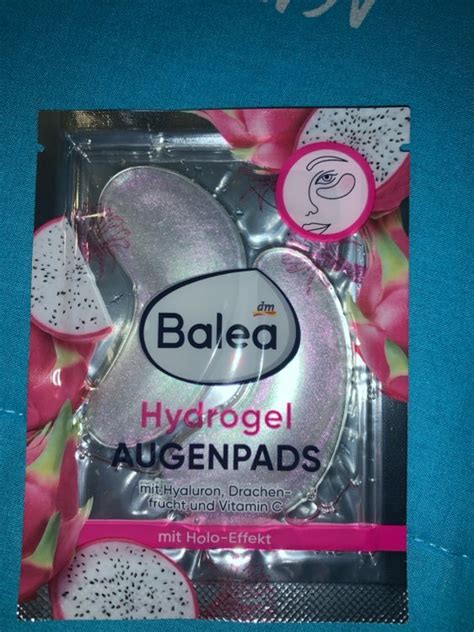 dm
Balea
Hydrogel
AUGENPADS
mit Hyaluron, Drachen-
frucht und Vitamin C
mit Holo-Effekt